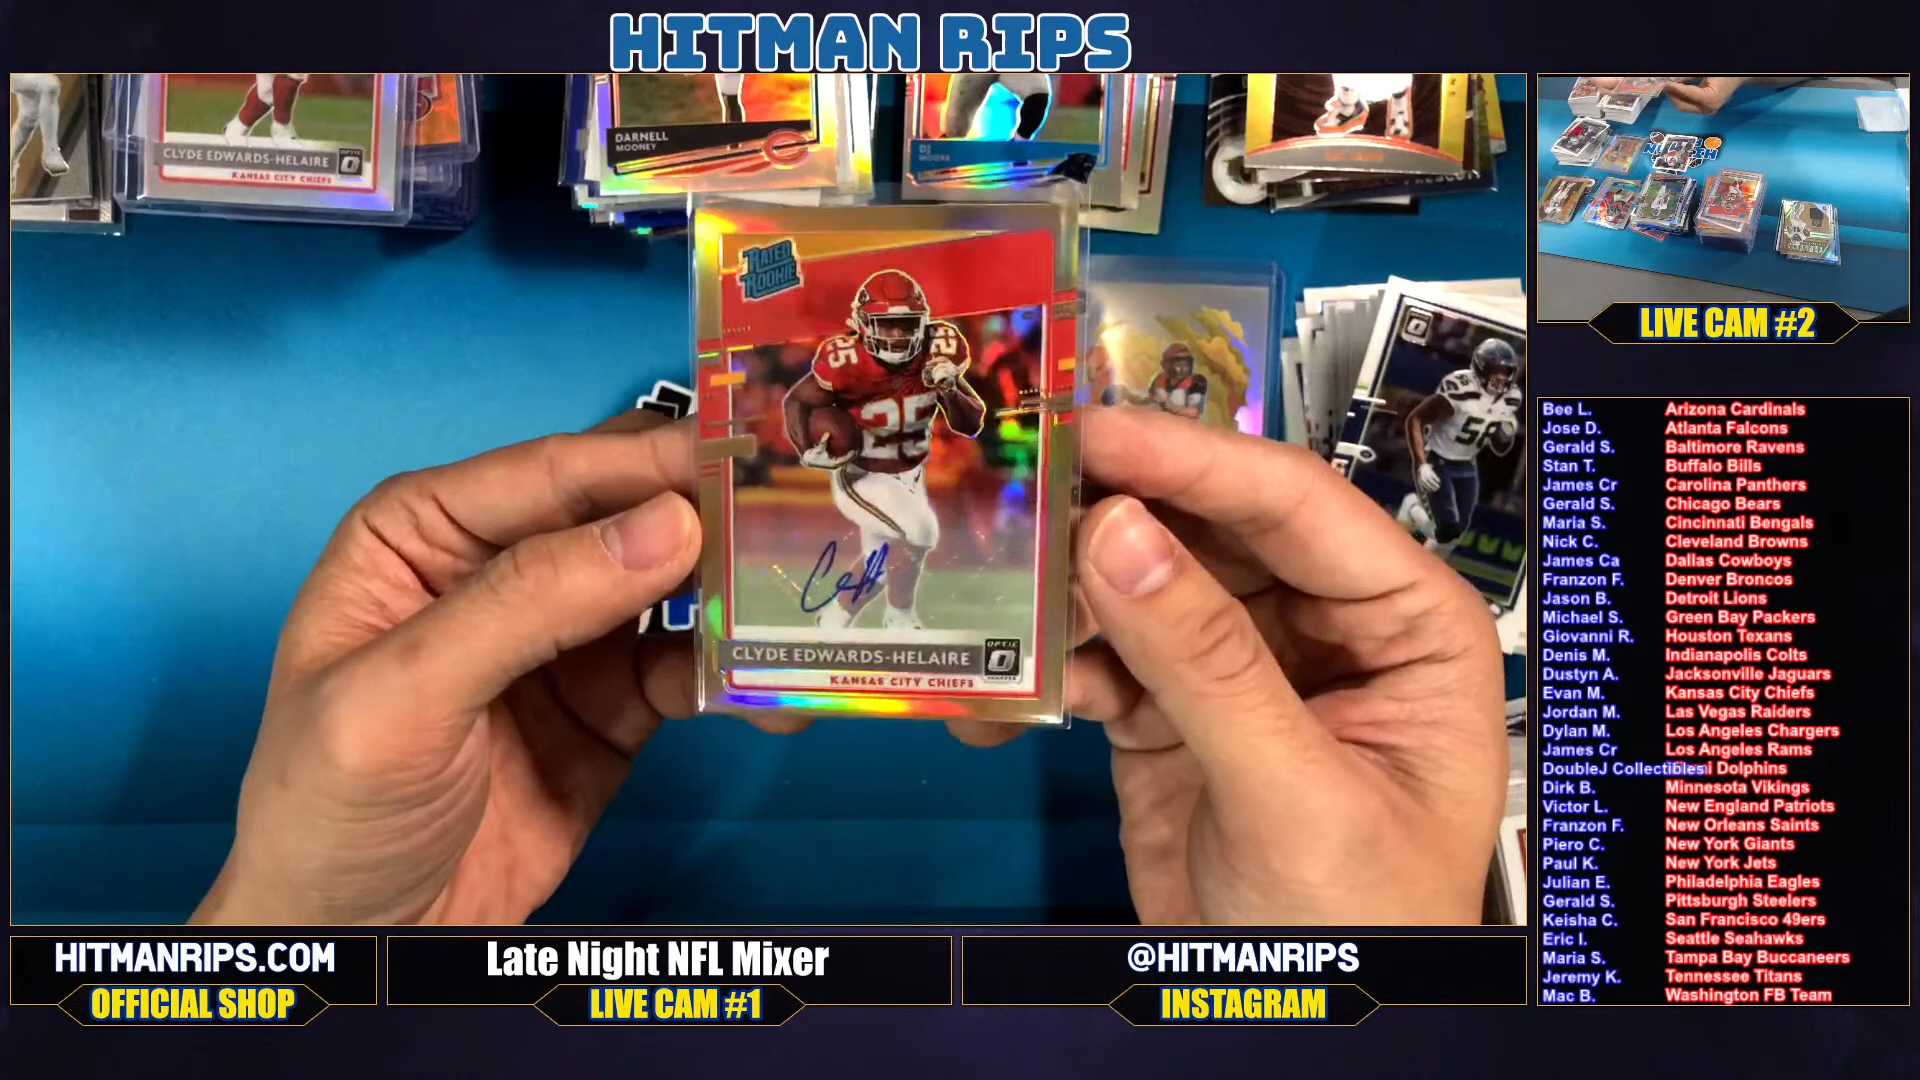 HITMAN RIPS
CLYDE EDWARDS-HELAIRE
OPTIC
KANSAS CITY CHIEFS
DARNELL
MOONEY
DJ
MOORE
RATED
ROOKIE
25
25
25
CLYDE EDWARDS-HELAIRE
OPTIC
KANSAS CITY CHIEFS
LIVE CAM #2
Bee L. Arizona Cardinals
Jose D. Atlanta Falcons
Gerald S. Baltimore Ravens
Stan T. Buffalo Bills
James Cr Carolina Panthers
Gerald S. Chicago Bears
Maria S. Cincinnati Bengals
Nick C. Cleveland Browns
James Ca Dallas Cowboys
Franzon F. Denver Broncos
Jason B. Detroit Lions
Michael S. Green Bay Packers
Giovanni R. Houston Texans
Denis M. Indianapolis Colts
Dustyn A. Jacksonville Jaguars
Evan M. Kansas City Chiefs
Jordan M. Las Vegas Raiders
Dylan M. Los Angeles Chargers
James Cr Los Angeles Rams
DoubleJ Collectibles Dolphins
Dirk B. Minnesota Vikings
Victor L. New England Patriots
Franzon F. New Orleans Saints
Piero C. New York Giants
Paul K. New York Jets
Julian E. Philadelphia Eagles
Gerald S. Pittsburgh Steelers
Keisha C. San Francisco 49ers
Eric I. Seattle Seahawks
Maria S. Tampa Bay Buccaneers
Jeremy K. Tennessee Titans
Mac B. Washington FB Team
HITMANRIPS.COM
OFFICIAL SHOP
Late Night NFL Mixer
LIVE CAM #1
@HITMANRIPS
INSTAGRAM